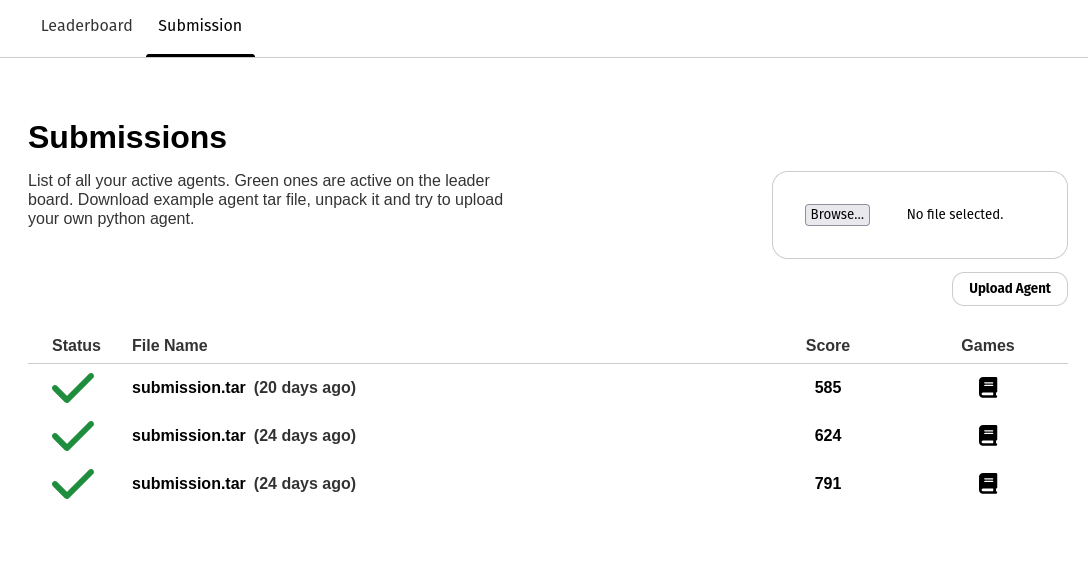 Leaderboard Submission
Submissions
List of all your active agents. Green ones are active on the leader
board. Download example agent tar file, unpack it and try to upload
your own python agent.
Browse... No file selected.
Upload Agent
Status File Name Score Games
submission.tar (20 days ago) 585
submission.tar (24 days ago) 624
submission.tar (24 days ago) 791